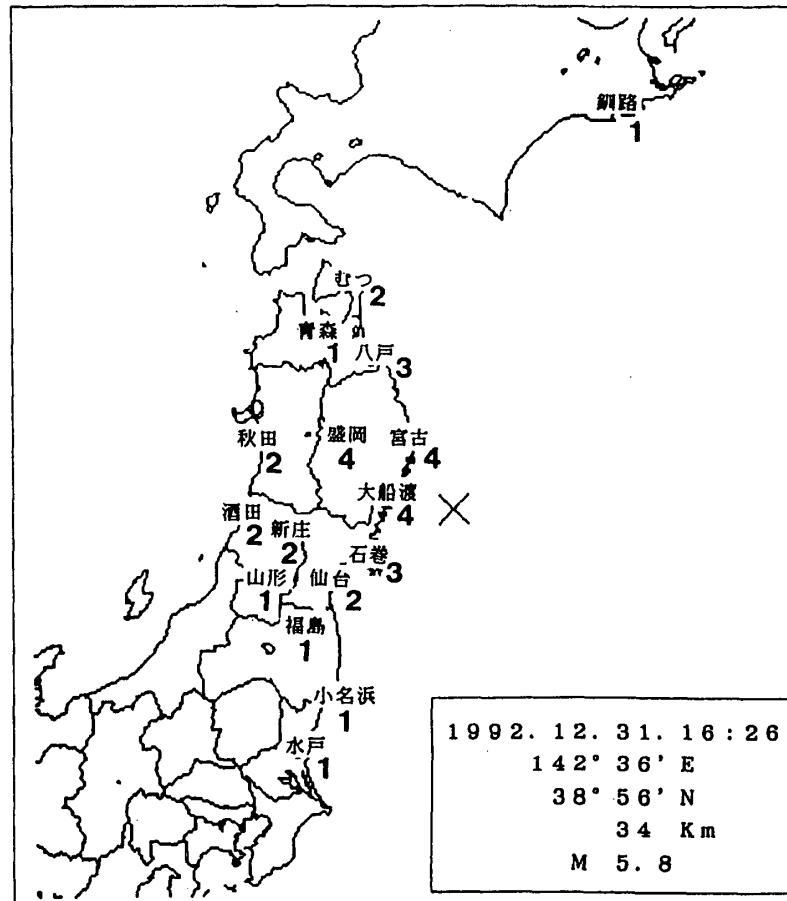 釧路
1
むつ
2
青森
1
八戸
3
秋田
2
盛岡
4
宮古
4
大船渡
4
酒田
2
新庄
2
石巻
3
山形
1
仙台
2
福島
1
小名浜
1
水戸
1
1992. 12. 31. 16:26
142° 36' E
38° 56' N
34 Km
M 5.8